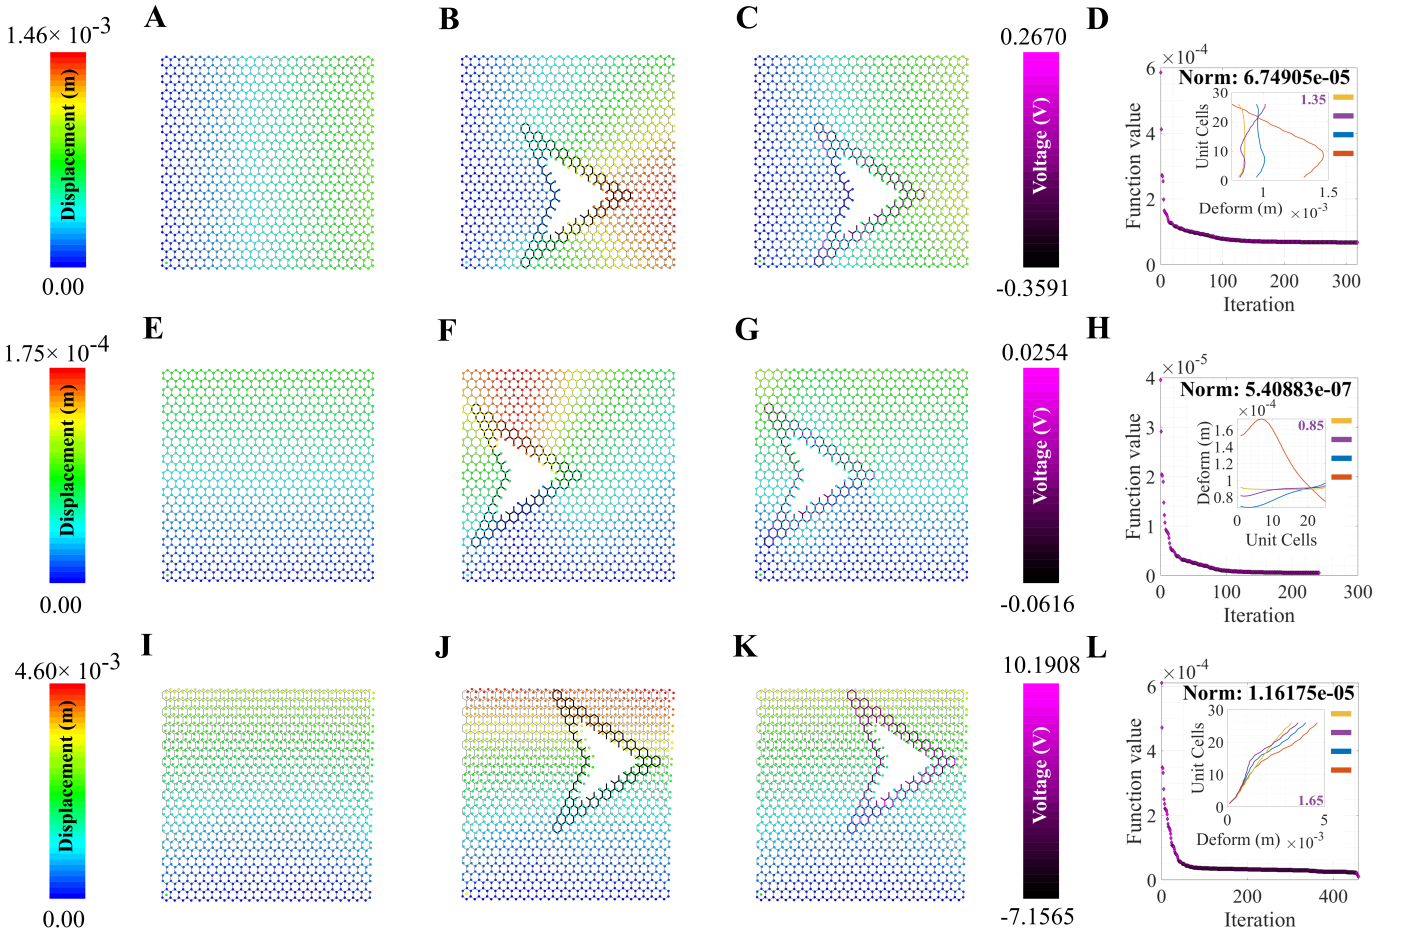 A
B
C
D
1.46× 10⁻³
Displacement (m)
0.00
0.2670
Voltage (V)
-0.3591
×10⁻⁴
Norm: 6.74905e-05
6
4
2
0
Function value
0
100
200
300
Iteration
30
20
10
0
Unit Cells
1.35
1
1.5
Deform (m)
×10⁻³
E
F
G
H
1.75× 10⁻⁴
Displacement (m)
0.00
0.0254
Voltage (V)
-0.0616
×10⁻⁵
Norm: 5.40883e-07
4
3
2
1
0
Function value
0
100
200
300
Iteration
×10⁻⁴
0.85
1.6
1.4
1.2
1
0.8
Deform (m)
0
10
20
Unit Cells
I
J
K
L
4.60× 10⁻³
Displacement (m)
0.00
10.1908
Voltage (V)
-7.1565
×10⁻⁴
Norm: 1.16175e-05
6
4
2
0
Function value
0
200
400
Iteration
30
20
10
0
Unit Cells
1.65
0
5
Deform (m)
×10⁻³